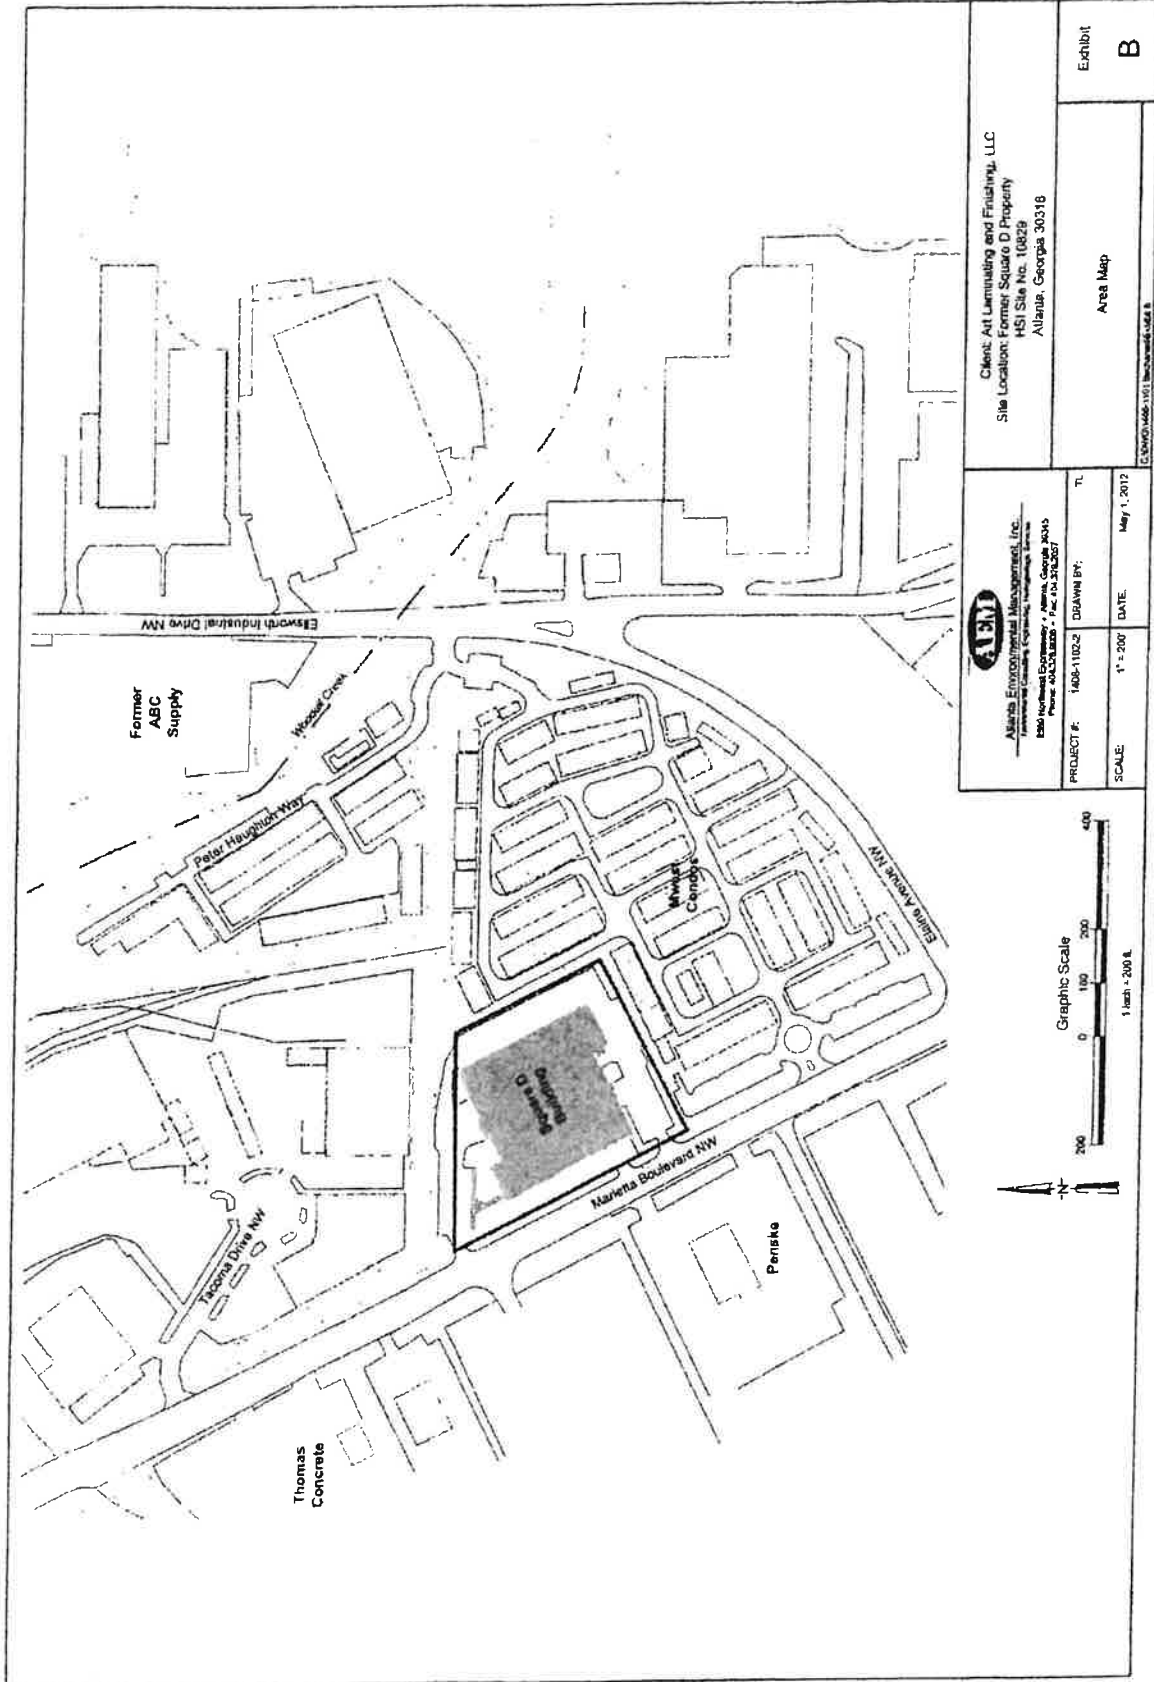 Former
ABC
Supply
Ellsworth Industrial Drive NW
Woodall Creek
Peter Haughton Way
Tacoma Drive NW
Thomas
Concrete
Square D
Building
Marietta Boulevard NW
Mwest
Condos
Elaine Avenue NW
Penske
-N-
Graphic Scale
200
0
100
200
400
1 inch = 200 ft.
AEM
Atlanta Environmental Management, Inc.
PROJECT #:
1408-1102-2
DRAWN BY:
TL
SCALE:
1" = 200'
DATE:
May 1, 2012
Client: Art Laminating and Finishing, LLC
Site Location: Former Square D Property
HSI Site No. 10829
Atlanta, Georgia 30318
Area Map
Exhibit
B